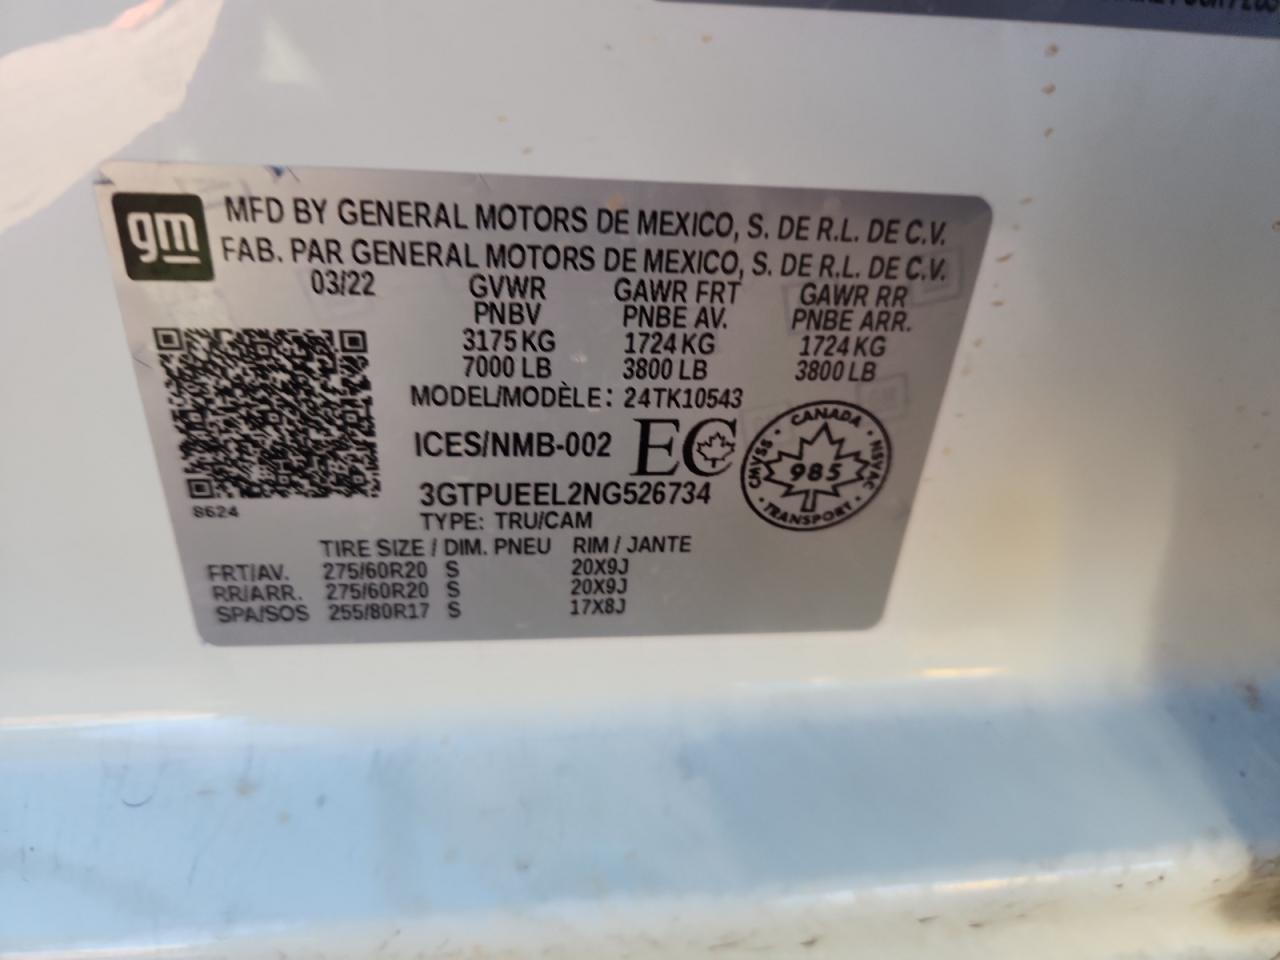 gm
MFD BY GENERAL MOTORS DE MEXICO, S. DE R.L. DE C.V.
FAB. PAR GENERAL MOTORS DE MEXICO, S. DE R.L. DE C.V.
03/22 GVWR GAWR FRT GAWR RR
PNBV PNBE AV. PNBE ARR.
3175 KG 1724 KG 1724 KG
7000 LB 3800 LB 3800 LB
MODEL/MODÈLE: 24TK10543
ICES/NMB-002 EC
CANADA
CMVSS 985 NSVAC
TRANSPORT
3GTPUEEL2NG526734
8624
TYPE: TRU/CAM
TIRE SIZE / DIM. PNEU RIM / JANTE
FRT/AV. 275/60R20 S 20X9J
RR/ARR. 275/60R20 S 20X9J
SPA/SOS 255/80R17 S 17X8J